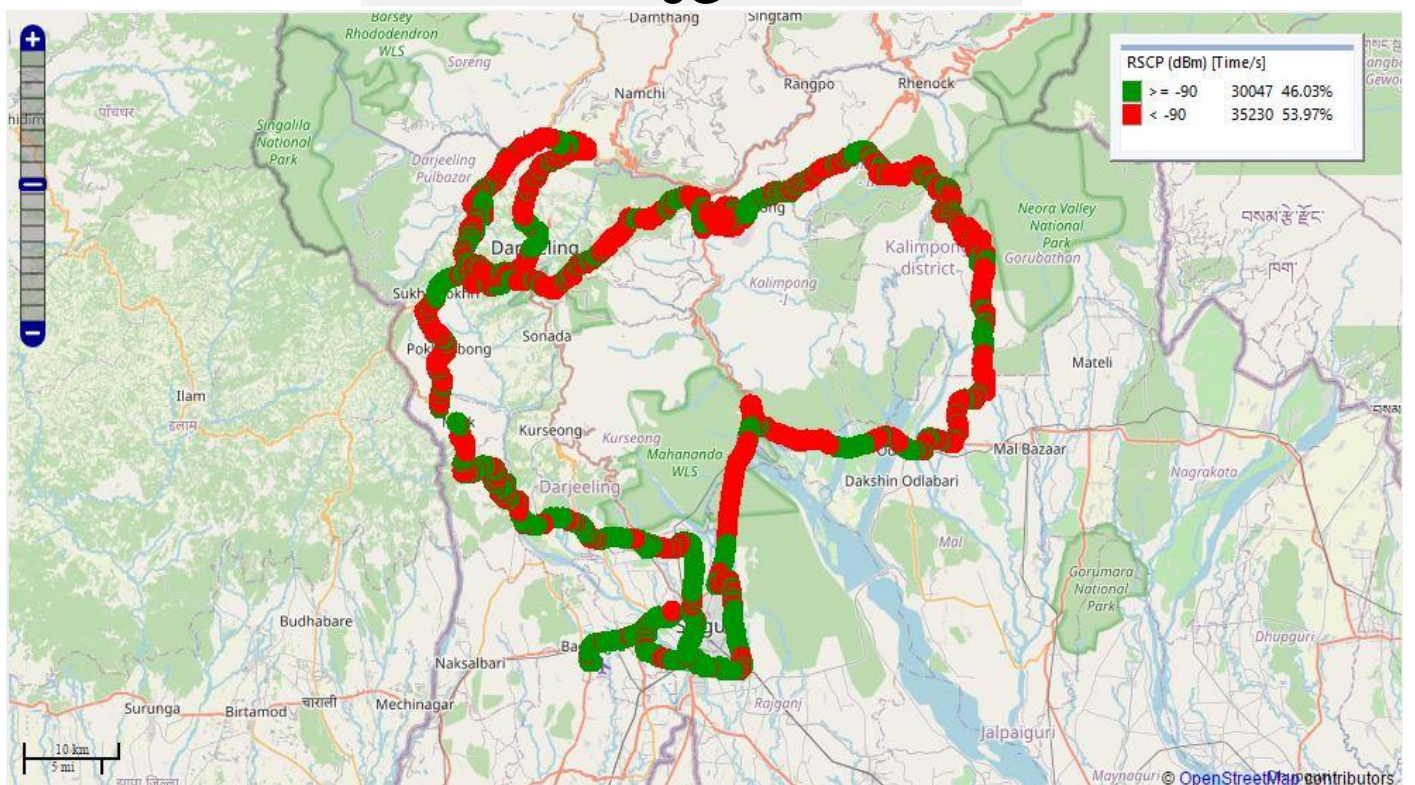 Barsey
Rhododendron
WLS
Damthang
Singtam
Soreng
Rangpo
Rhenock
Namchi
पाँचथर
Singalila
National
Park
Darjeeling
Pulbazar
RSCP (dBm) [Time/s]
>= -90 30047 46.03%
< -90 35230 53.97%
Neora Valley
National
Park
Gorubathan
Kalimpong
district
Kalimpong
-I
Sonada
Mateli
Ilam
इलाम
Kurseong
Kurseong
Mahananda
WLS
Darjeeling
Mal Bazaar
Nagrakata
Dakshin Odlabari
Mal
Gorumara
National
Park
Budhabare
Dhupguri
Naksalbari
Surunga
Birtamod
चाराली
Mechinagar
Rajganj
Jalpaiguri
10 km
5 mi
Maynaguri
© OpenStreetMap contributors